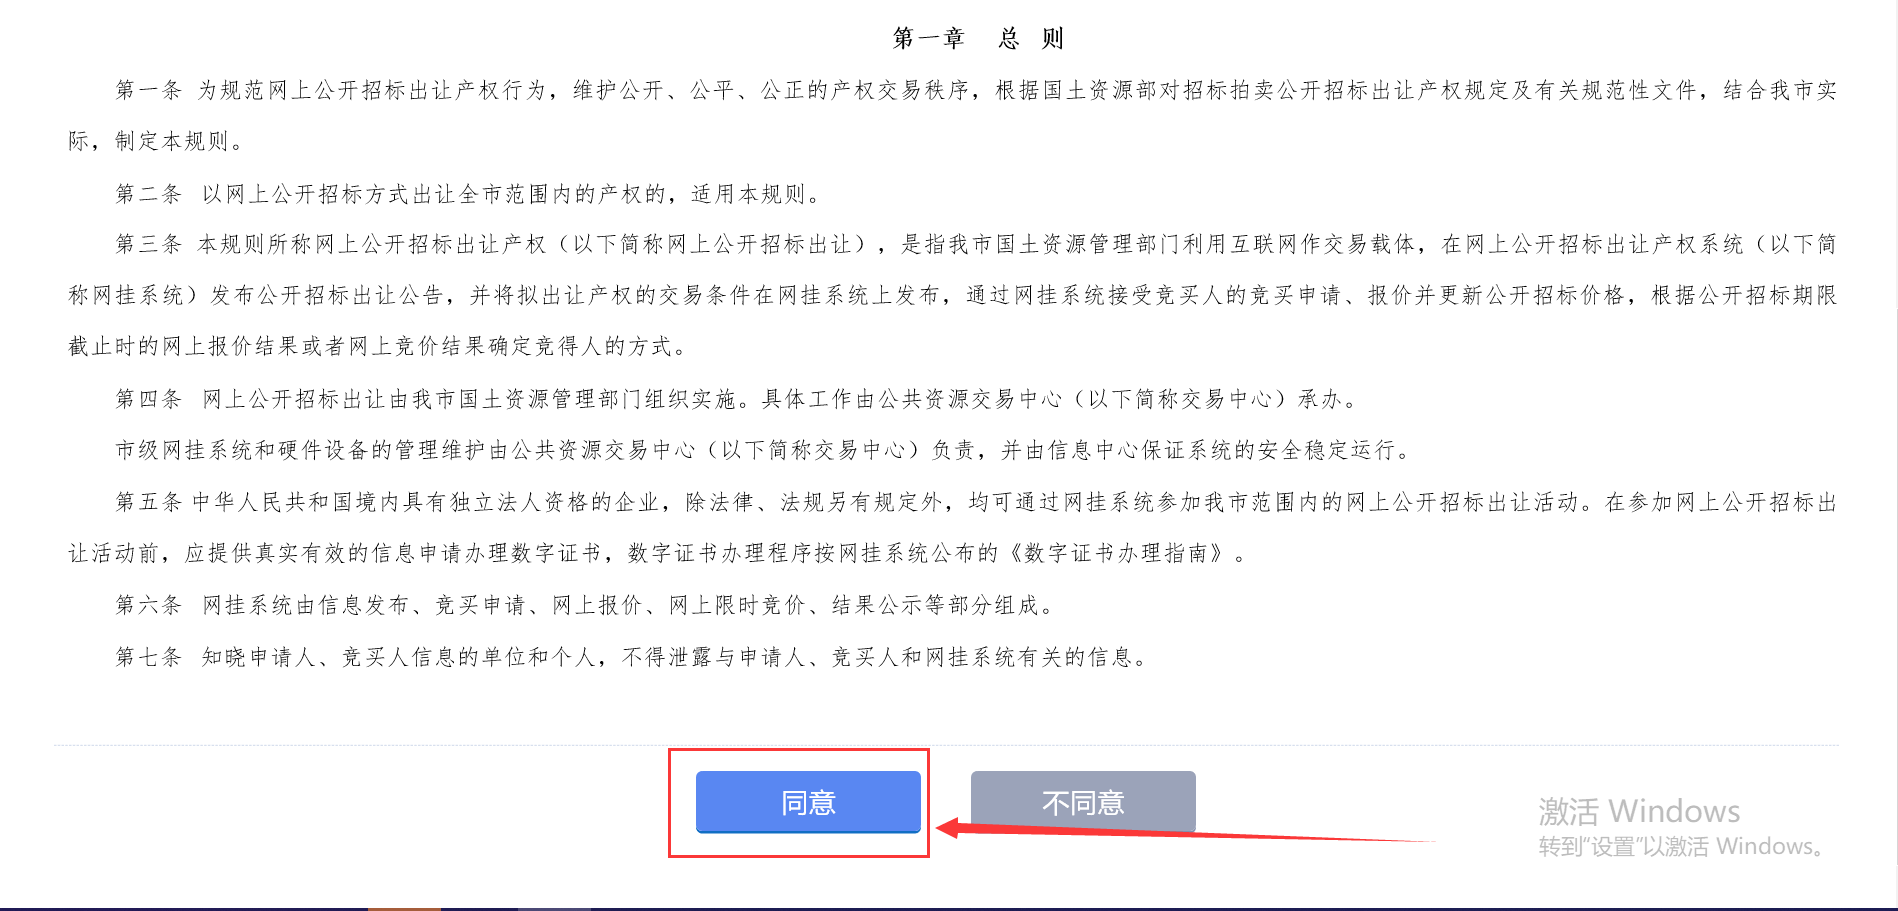 第一章 总 则
第一条 为规范网上公开招标出让产权行为，维护公开、公平、公正的产权交易秩序，根据国土资源部对招标拍卖公开招标出让产权规定及有关规范性文件，结合我市实
际，制定本规则。
第二条 以网上公开招标方式出让全市范围内的产权的，适用本规则。
第三条 本规则所称网上公开招标出让产权（以下简称网上公开招标出让），是指我市国土资源管理部门利用互联网作交易载体，在网上公开招标出让产权系统（以下简
称网挂系统）发布公开招标出让公告，并将拟出让产权的交易条件在网挂系统上发布，通过网挂系统接受竞买人的竞买申请、报价并更新公开招标价格，根据公开招标期限
截止时的网上报价结果或者网上竞价结果确定竞得人的方式。
第四条 网上公开招标出让由我市国土资源管理部门组织实施。具体工作由公共资源交易中心（以下简称交易中心）承办。
市级网挂系统和硬件设备的管理维护由公共资源交易中心（以下简称交易中心）负责，并由信息中心保证系统的安全稳定运行。
第五条 中华人民共和国境内具有独立法人资格的企业，除法律、法规另有规定外，均可通过网挂系统参加我市范围内的网上公开招标出让活动。在参加网上公开招标出
让活动前，应提供真实有效的信息申请办理数字证书，数字证书办理程序按网挂系统公布的《数字证书办理指南》。
第六条 网挂系统由信息发布、竞买申请、网上报价、网上限时竞价、结果公示等部分组成。
第七条 知晓申请人、竞买人信息的单位和个人，不得泄露与申请人、竞买人和网挂系统有关的信息。
同意 不同意
激活 Windows
转到“设置”以激活 Windows。